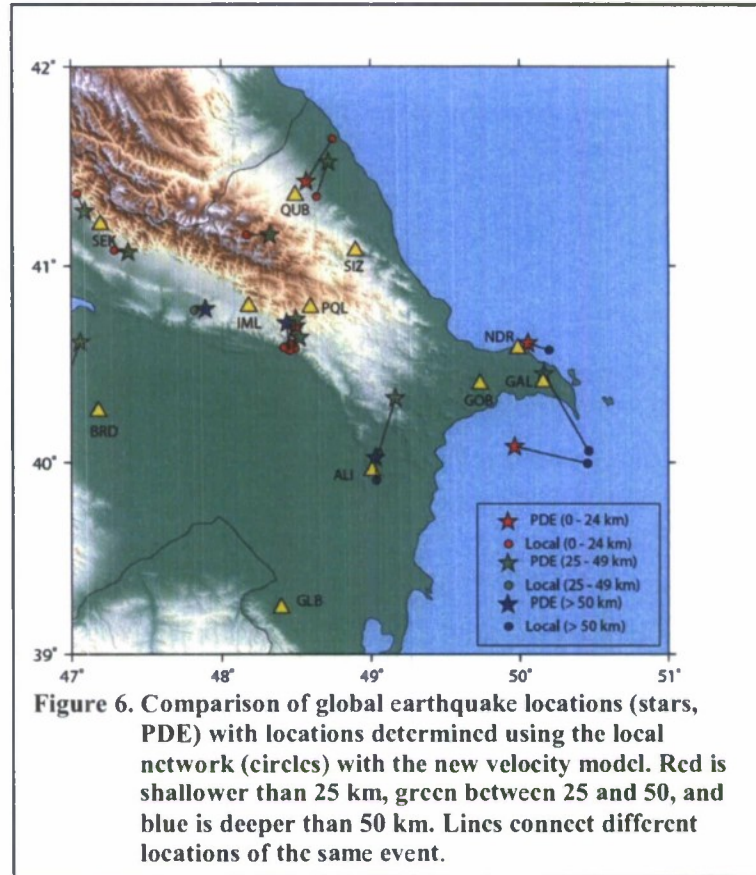 42°
41°
40°
39°
47°
48°
49°
50°
51°
QUB
SEK
SIZ
IML
PQL
NDR
GAL
GOB
BRD
ALI
GLB
PDE (0 - 24 km)
Local (0 - 24 km)
PDE (25 - 49 km)
Local (25 - 49 km)
PDE (> 50 km)
Local (> 50 km)
Figure 6. Comparison of global earthquake locations (stars,
PDE) with locations determined using the local
network (circles) with the new velocity model. Red is
shallower than 25 km, green between 25 and 50, and
blue is deeper than 50 km. Lines connect different
locations of the same event.